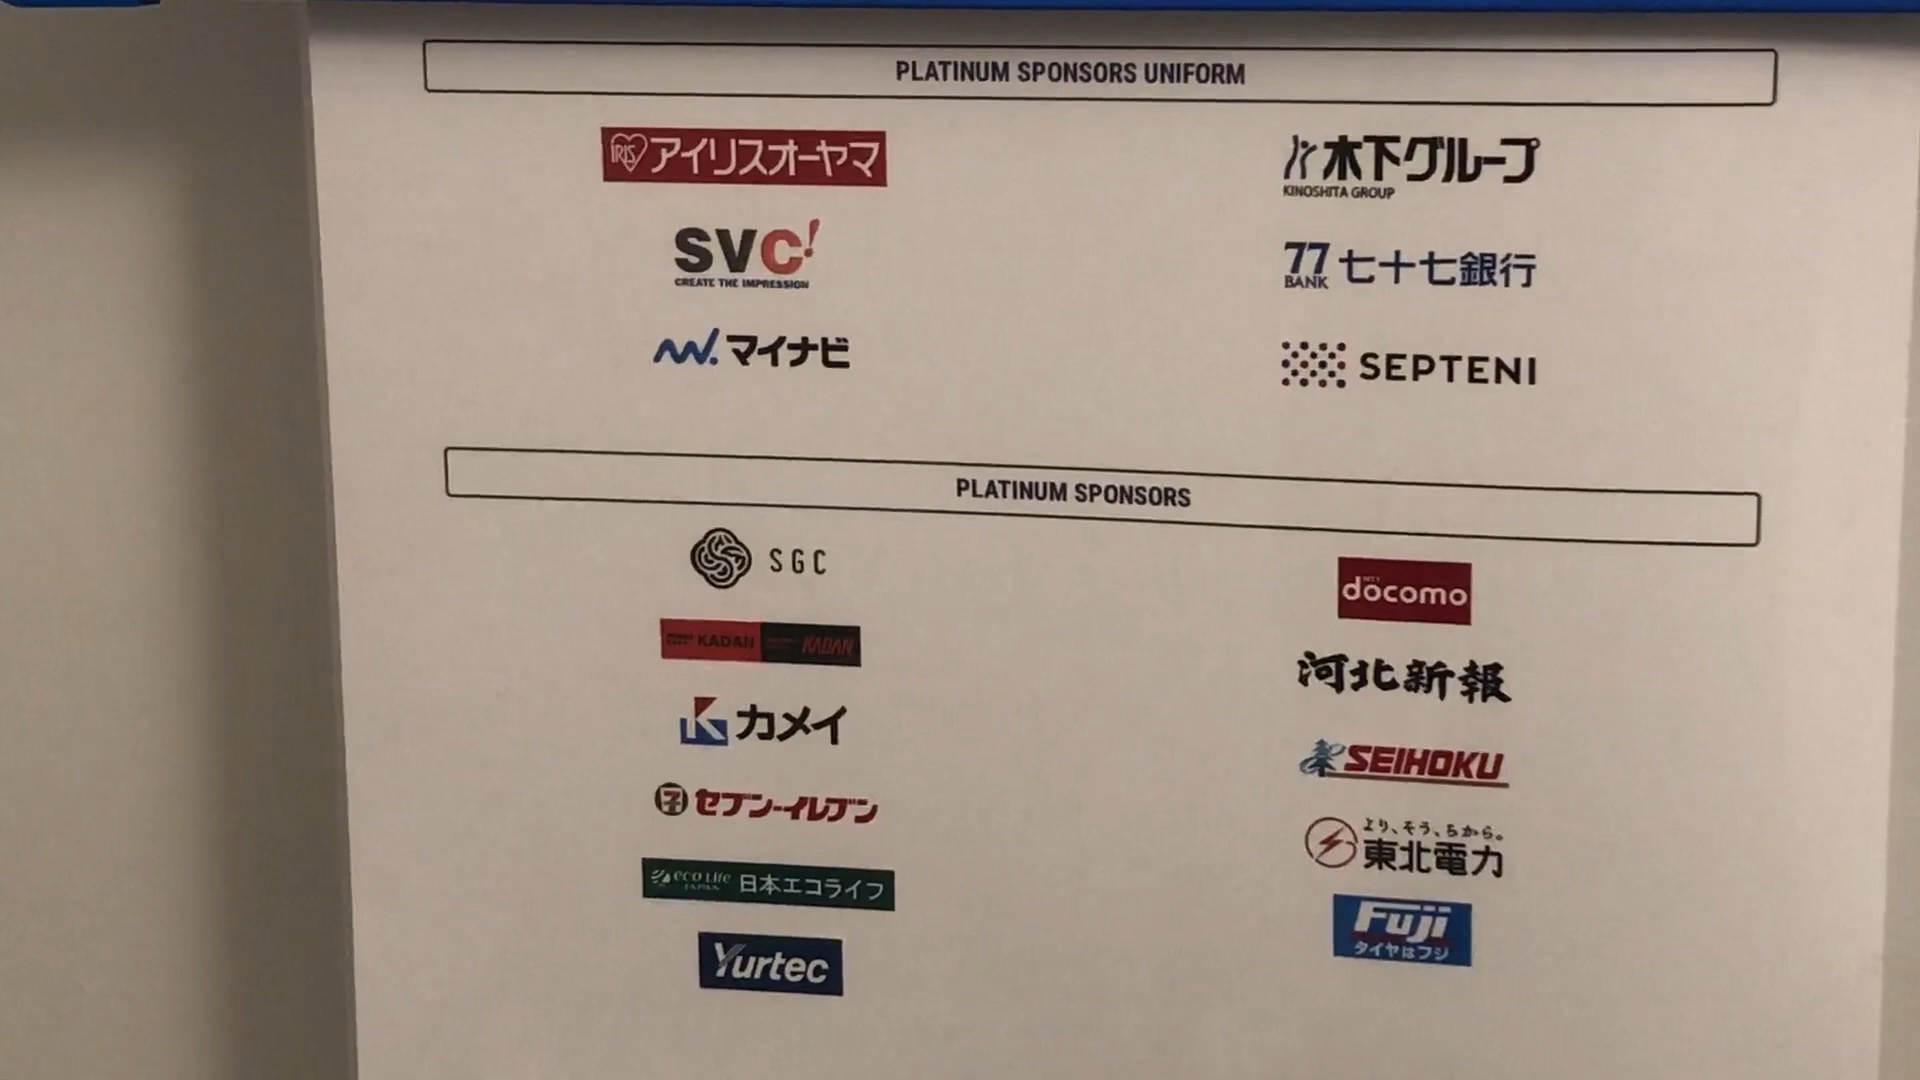 PLATINUM SPONSORS UNIFORM
IRIS アイリスオーヤマ
木下グループ
KINOSHITA GROUP
SVC!
CREATE THE IMPRESSION
77 BANK 七十七銀行
マイナビ
SEPTENI
PLATINUM SPONSORS
SGC
NTT
docomo
KADAN KADAN
河北新報
カメイ
SEIHOKU
セブン-イレブン
より、そう、ちから。
東北電力
eco Life JAPAN 日本エコライフ
Fuji
タイヤはフジ
Yurtec